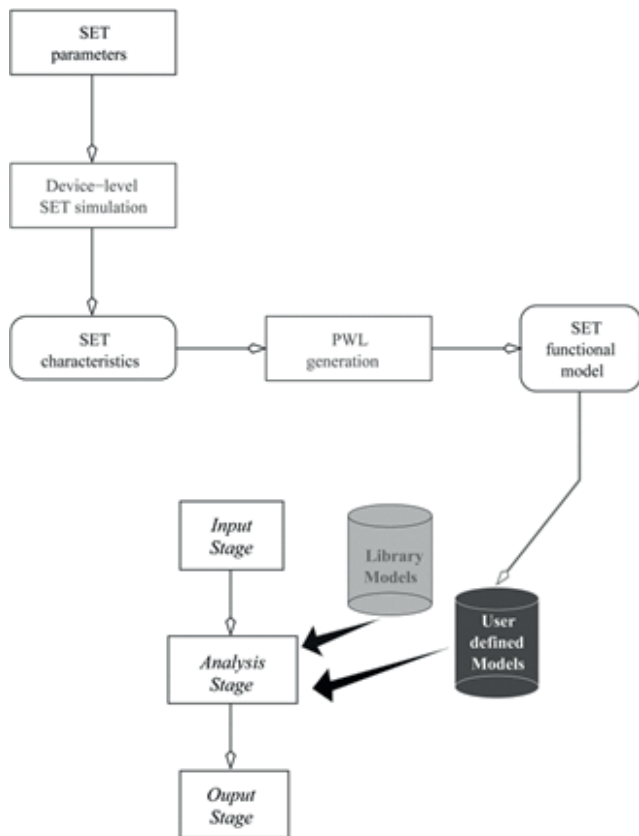 SET
parameters
Device-level
SET simulation
SET
characteristics
PWL
generation
SET
functional
model
Input
Stage
Library
Models
User
defined
Models
Analysis
Stage
Ouput
Stage